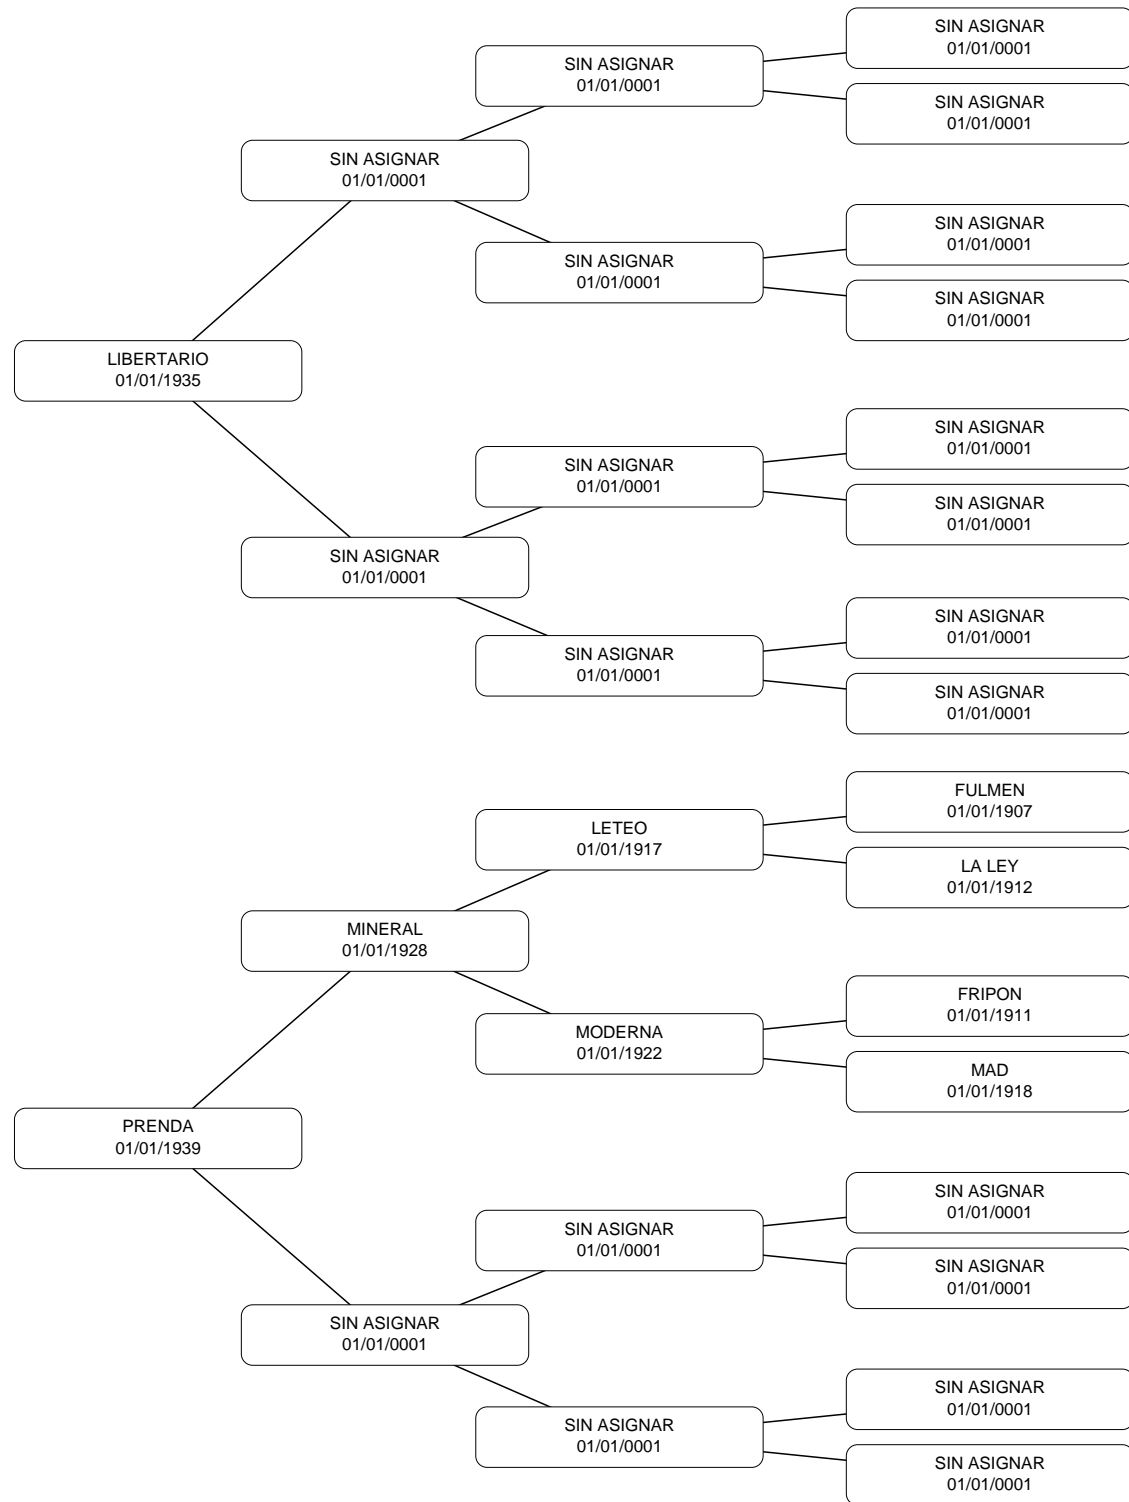 SIN ASIGNAR
01/01/0001
SIN ASIGNAR
01/01/0001
SIN ASIGNAR
01/01/0001
SIN ASIGNAR
01/01/0001
SIN ASIGNAR
01/01/0001
SIN ASIGNAR
01/01/0001
SIN ASIGNAR
01/01/0001
LIBERTARIO
01/01/1935
SIN ASIGNAR
01/01/0001
SIN ASIGNAR
01/01/0001
SIN ASIGNAR
01/01/0001
SIN ASIGNAR
01/01/0001
SIN ASIGNAR
01/01/0001
SIN ASIGNAR
01/01/0001
SIN ASIGNAR
01/01/0001
FULMEN
01/01/1907
LETEO
01/01/1917
LA LEY
01/01/1912
MINERAL
01/01/1928
FRIPON
01/01/1911
MODERNA
01/01/1922
MAD
01/01/1918
PRENDA
01/01/1939
SIN ASIGNAR
01/01/0001
SIN ASIGNAR
01/01/0001
SIN ASIGNAR
01/01/0001
SIN ASIGNAR
01/01/0001
SIN ASIGNAR
01/01/0001
SIN ASIGNAR
01/01/0001
SIN ASIGNAR
01/01/0001